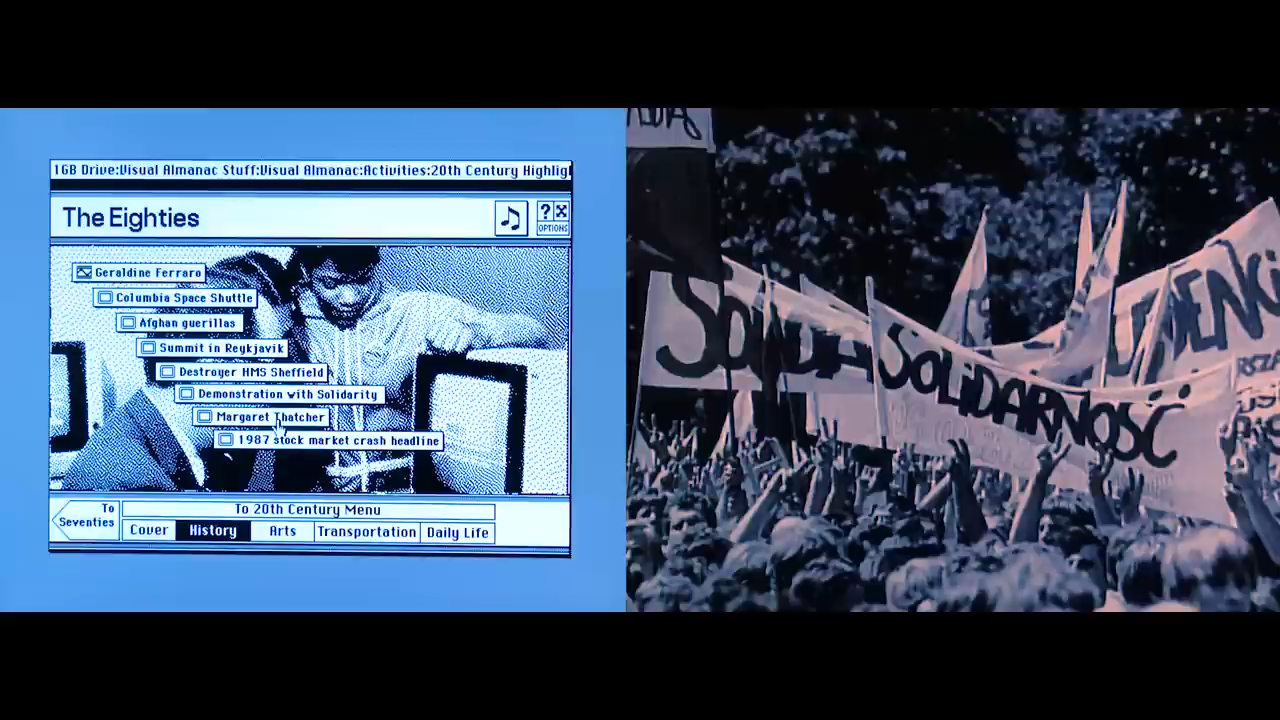 1GB Drive:Visual Almanac Stuff:Visual Almanac:Activities:20th Century Highlig
The Eighties
?
OPTIONS
Geraldine Ferraro
Columbia Space Shuttle
Afghan guerillas
Summit in Reykjavik
Destroyer HMS Sheffield
Demonstration with Solidarity
Margaret Thatcher
1987 stock market crash headline
To
Seventies
To 20th Century Menu
Cover History Arts Transportation Daily Life
SOLiDARNOŚĆ